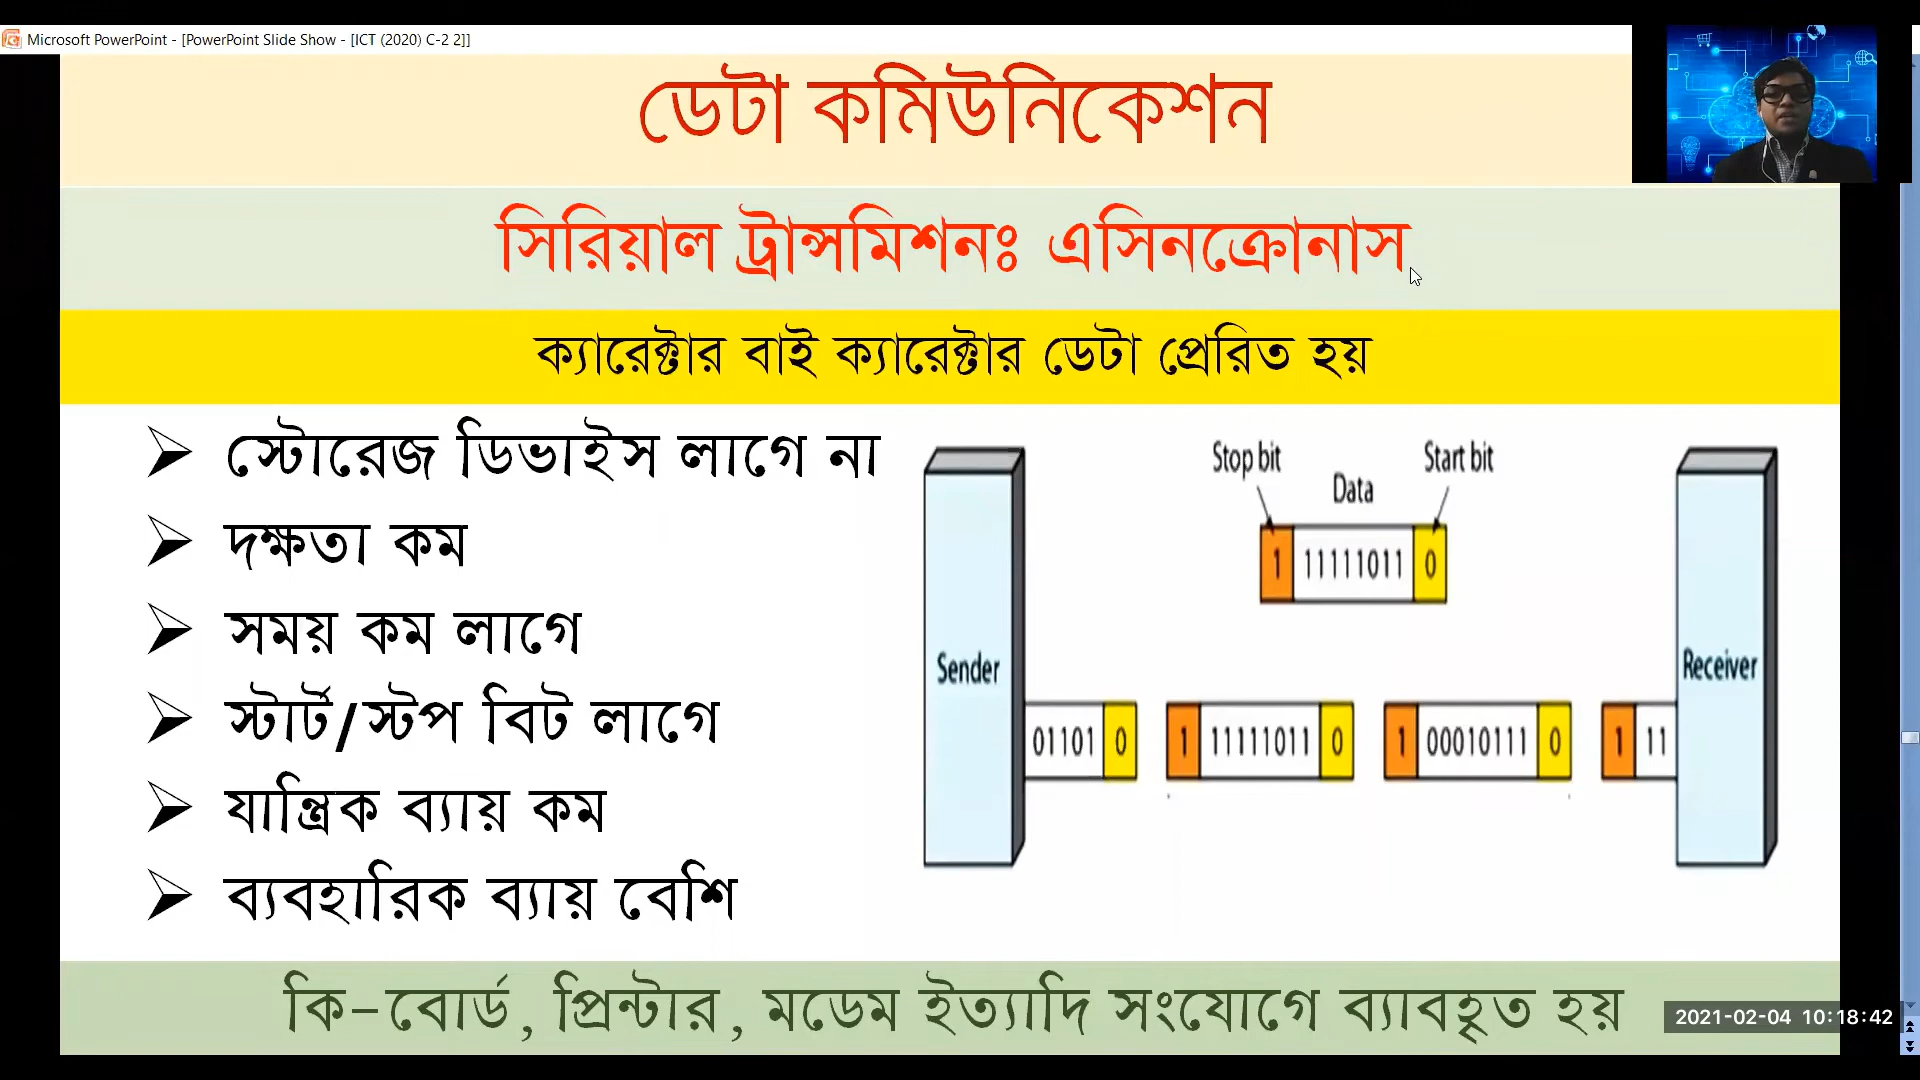 Microsoft PowerPoint - [PowerPoint Slide Show - [ICT (2020) C-2 2]]
ডেটা কমিউনিকেশন
সিরিয়াল ট্রান্সমিশনঃ এসিনক্রোনাস
ক্যারেক্টার বাই ক্যারেক্টার ডেটা প্রেরিত হয়
স্টোরেজ ডিভাইস লাগে না
দক্ষতা কম
সময় কম লাগে
স্টার্ট/স্টপ বিট লাগে
যান্ত্রিক ব্যায় কম
ব্যবহারিক ব্যায় বেশি
Stop bit
Start bit
Data
1 11111011 0
Sender
Receiver
01101 0 1 11111011 0 1 00010111 0 1 11
কি-বোর্ড, প্রিন্টার, মডেম ইত্যাদি সংযোগে ব্যাবহৃত হয়
2021-02-04 10:18:42